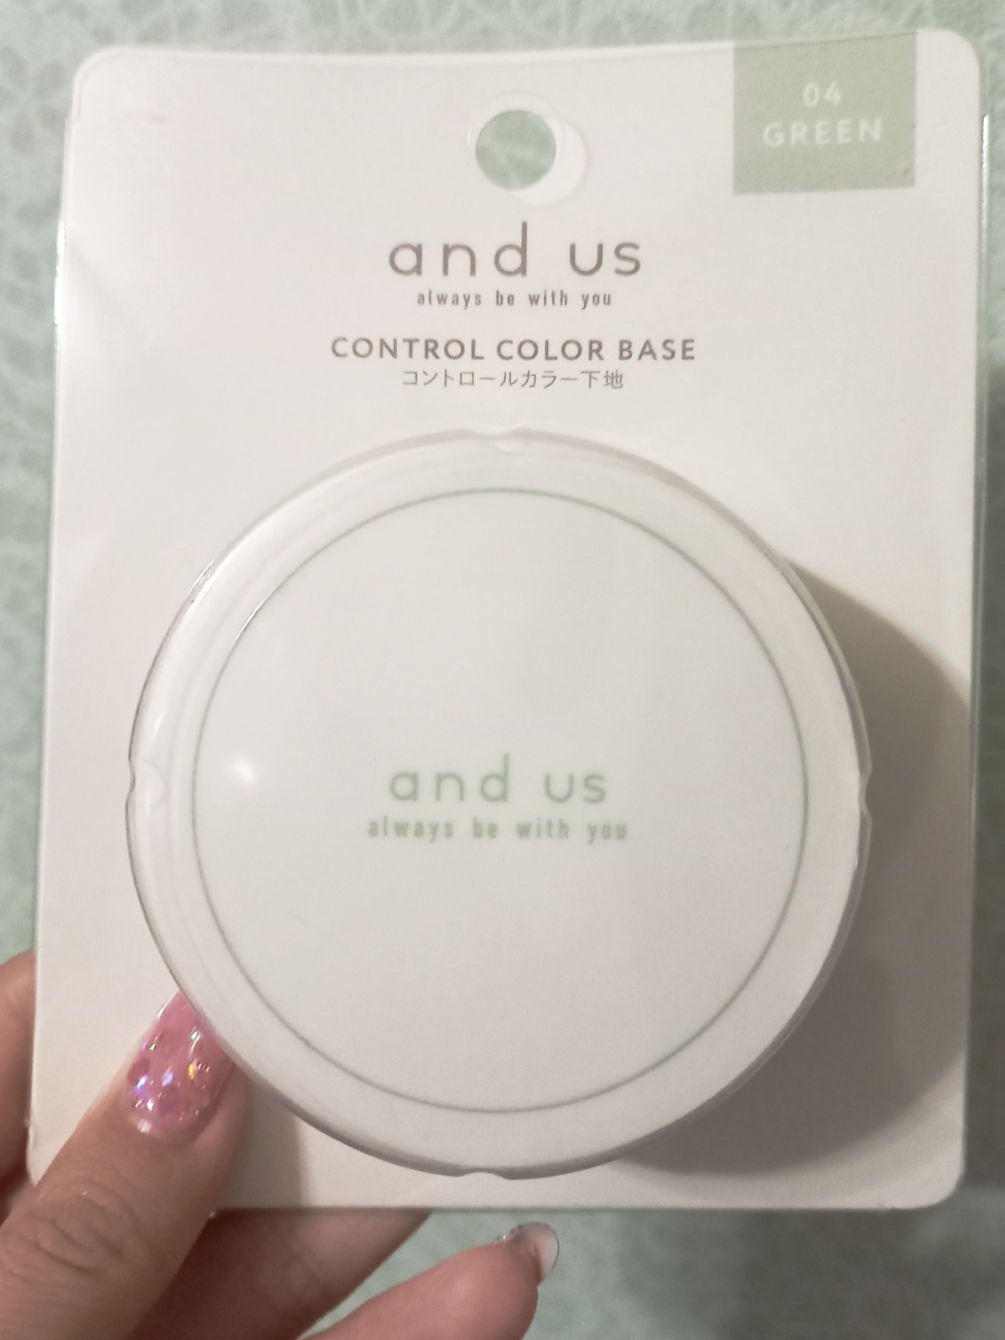 04
GREEN
and us
always be with you
CONTROL COLOR BASE
コントロールカラー下地
and us
always be with you